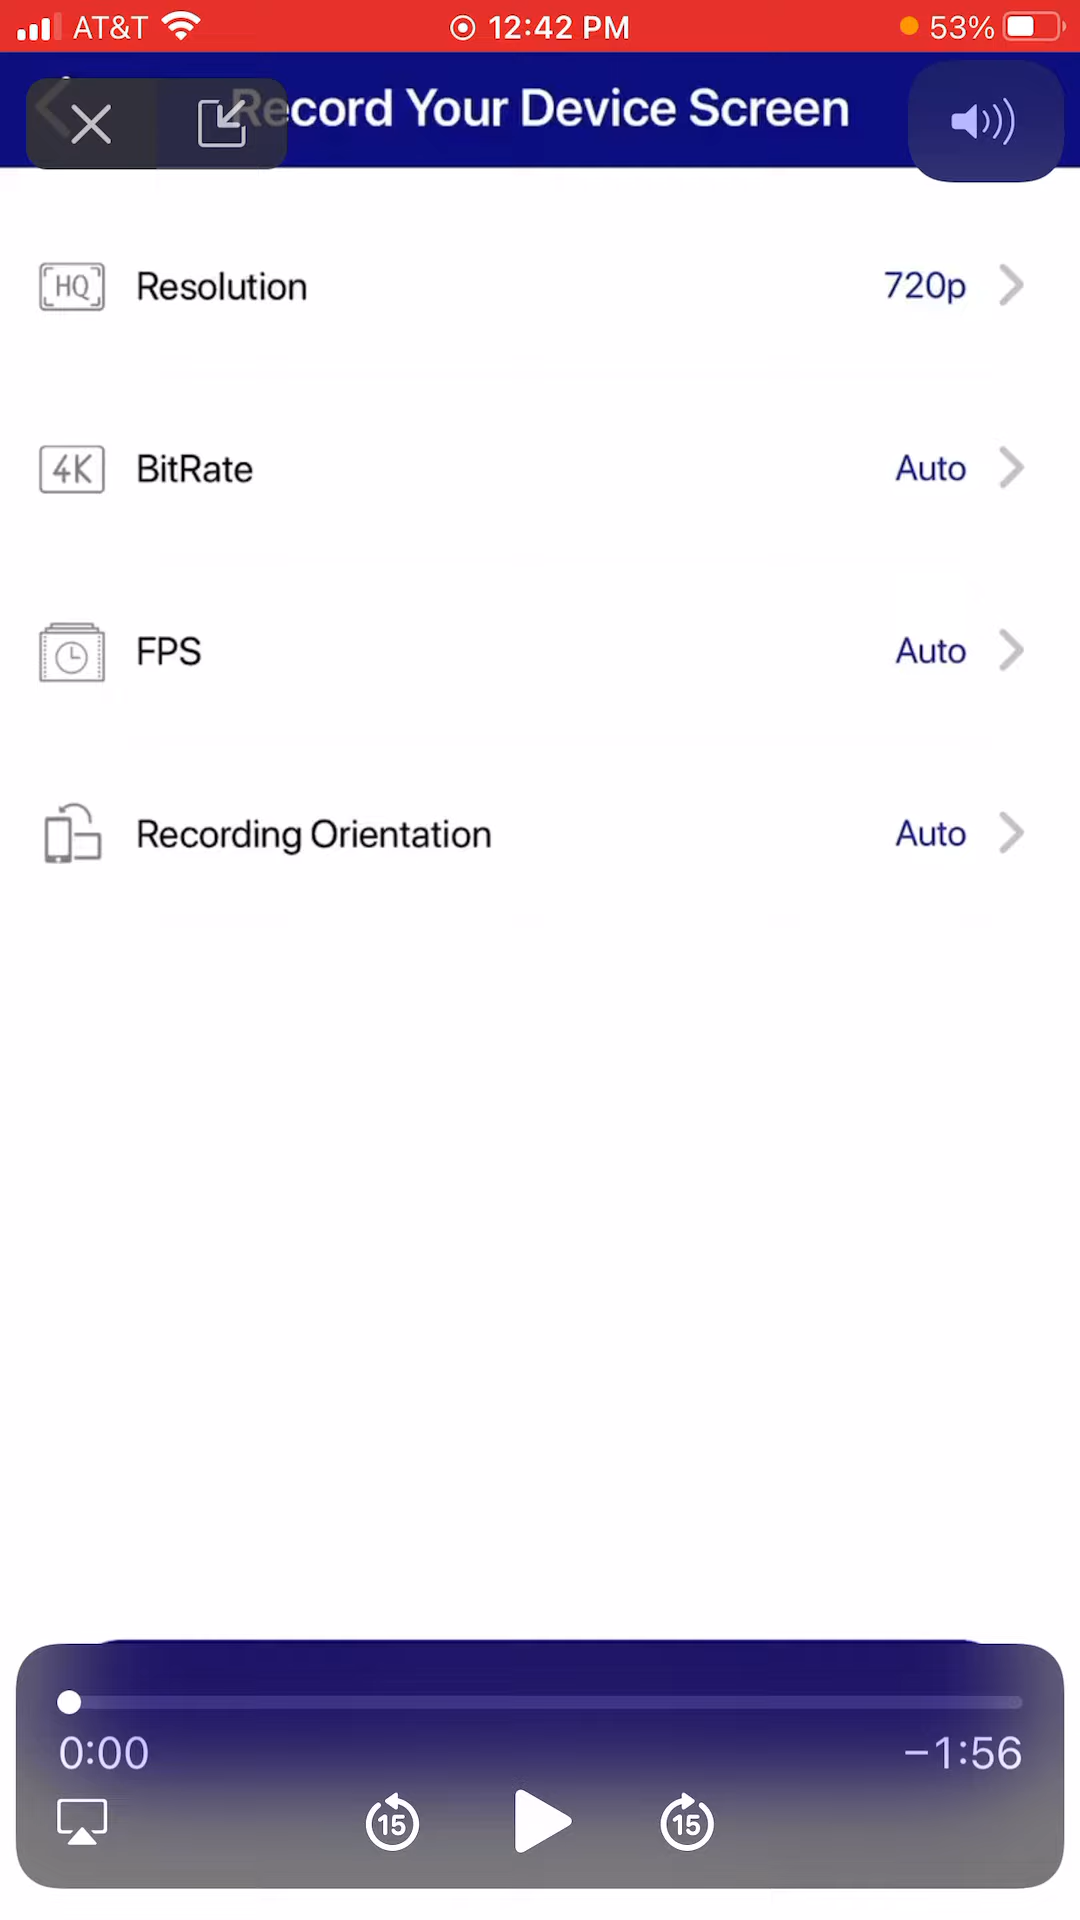 AT&T 12:42 PM 53%
Record Your Device Screen
HQ Resolution 720p
4K BitRate Auto
FPS Auto
Recording Orientation Auto
0:00 −1:56
15 15